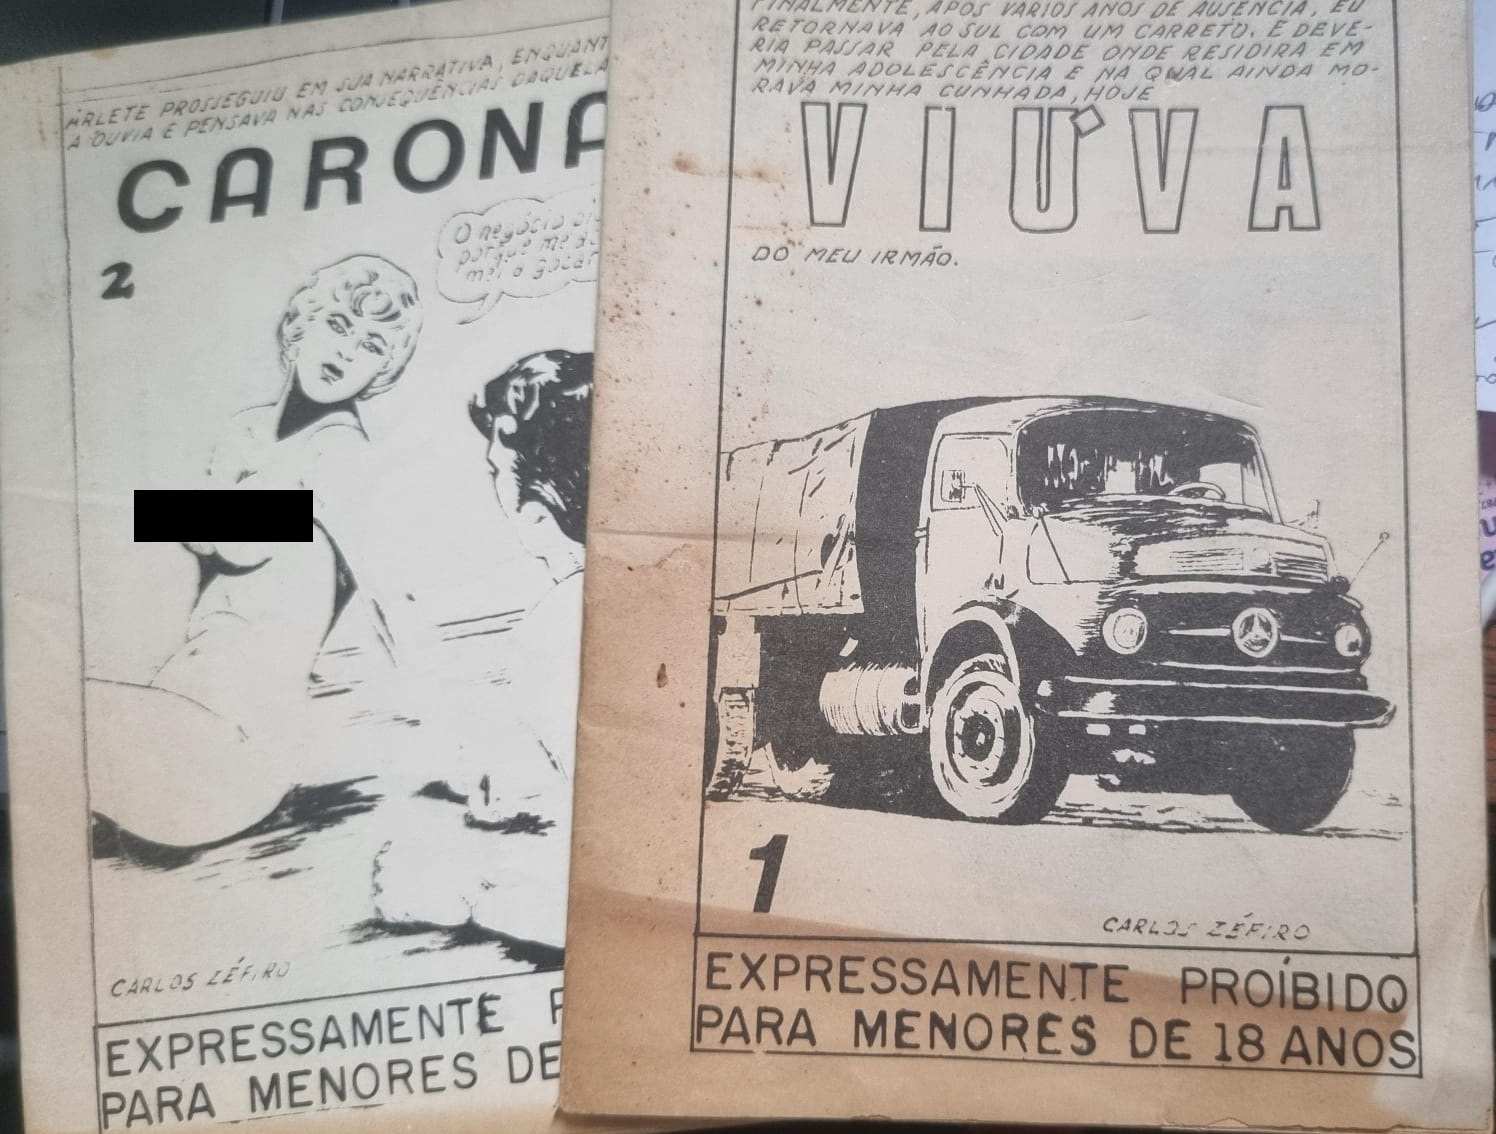 ARLETE PROSSEGUIU EM SUA NARRATIVA, ENQUANT
A OUVIA E PENSAVA NAS CONSEQUÊNCIAS DAQUELA
CARONA
2
O negócio
porque me
CARLOS ZÉFIRO
EXPRESSAMENTE P
PARA MENORES DE
FINALMENTE, APÓS VÁRIOS ANOS DE AUSÊNCIA, EU
RETORNAVA AO SUL COM UM CARRETO. E DEVE-
RIA PASSAR PELA CIDADE ONDE RESIDIRA EM
MINHA ADOLESCÊNCIA E NA QUAL AINDA MO-
RAVA MINHA CUNHADA, HOJE
VIÚVA
DO MEU IRMÃO.
1
CARLOS ZÉFIRO
EXPRESSAMENTE PROÍBIDO
PARA MENORES DE 18 ANOS